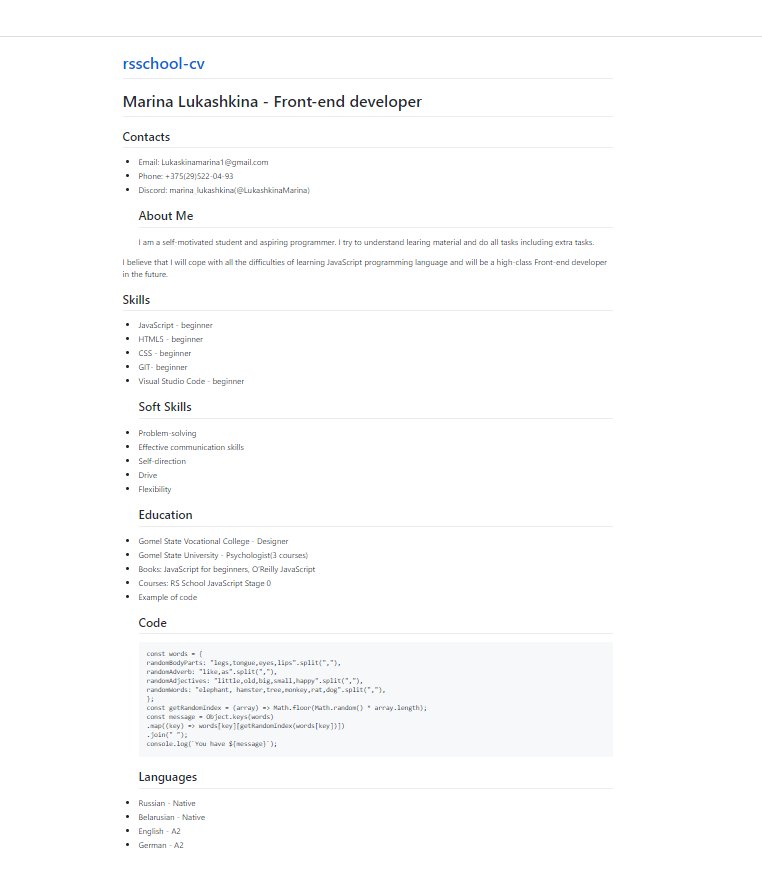 rsschool-cv
Marina Lukashkina - Front-end developer
Contacts
Email: Lukaskinamarina1@gmail.com
Phone: +375(29)522-04-93
Discord: marina_lukashkina(@LukashkinaMarina)
About Me
I am a self-motivated student and aspiring programmer. I try to understand learing material and do all tasks including extra tasks.
I believe that I will cope with all the difficulties of learning JavaScript programming language and will be a high-class Front-end developer
in the future.
Skills
JavaScript - beginner
HTML5 - beginner
CSS - beginner
GIT- beginner
Visual Studio Code - beginner
Soft Skills
Problem-solving
Effective communication skills
Self-direction
Drive
Flexibility
Education
Gomel State Vocational College - Designer
Gomel State University - Psychologist(3 courses)
Books: JavaScript for beginners, O'Reilly JavaScript
Courses: RS School JavaScript Stage 0
Example of code
Code
const words = {
randomBodyParts: "legs,tongue,eyes,lips".split(","),
randomAdverb: "like,as".split(","),
randomAdjectives: "little,old,big,small,happy".split(","),
randomWords: "elephant, hamster,tree,monkey,rat,dog".split(","),
};
const getRandomIndex = (array) => Math.floor(Math.random() * array.length);
const message = Object.keys(words)
.map((key) => words[key][getRandomIndex(words[key])])
.join(" ");
console.log(`You have ${message}`);
Languages
Russian - Native
Belarusian - Native
English - A2
German - A2